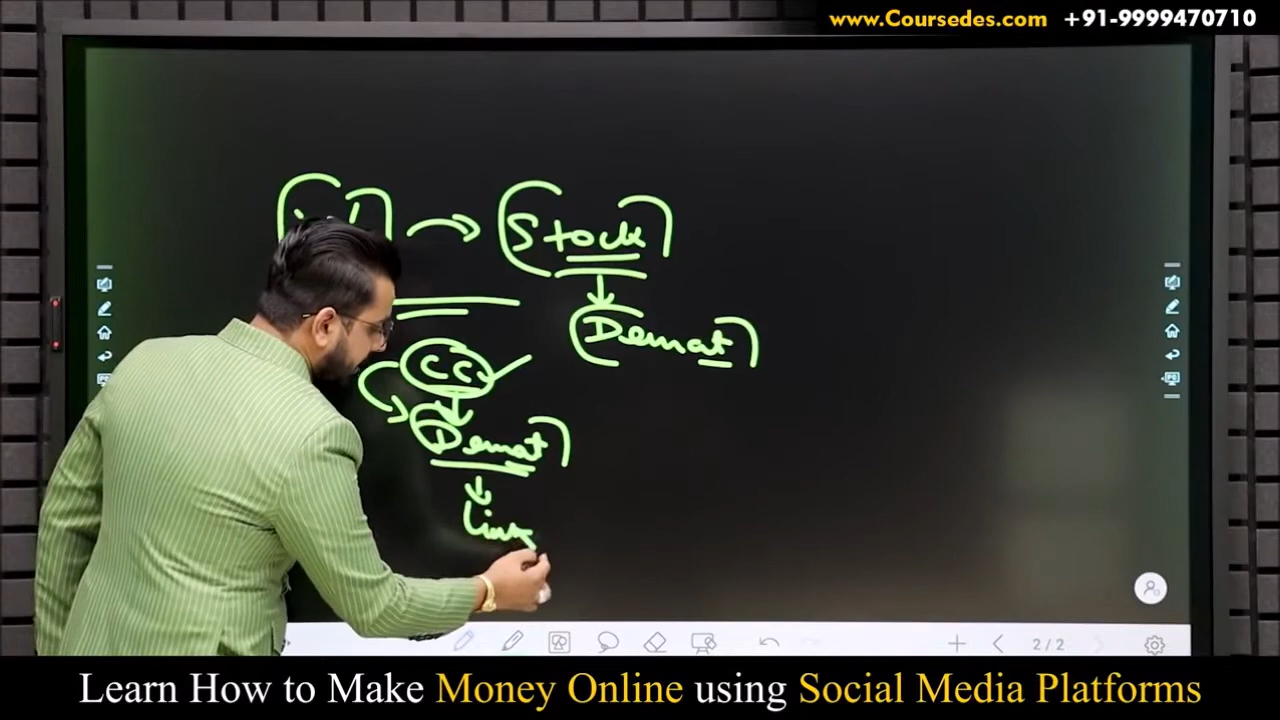 www.Coursedes.com +91-9999470710
Stock
Demat
CC
Demat
Link
2/2
Learn How to Make Money Online using Social Media Platforms